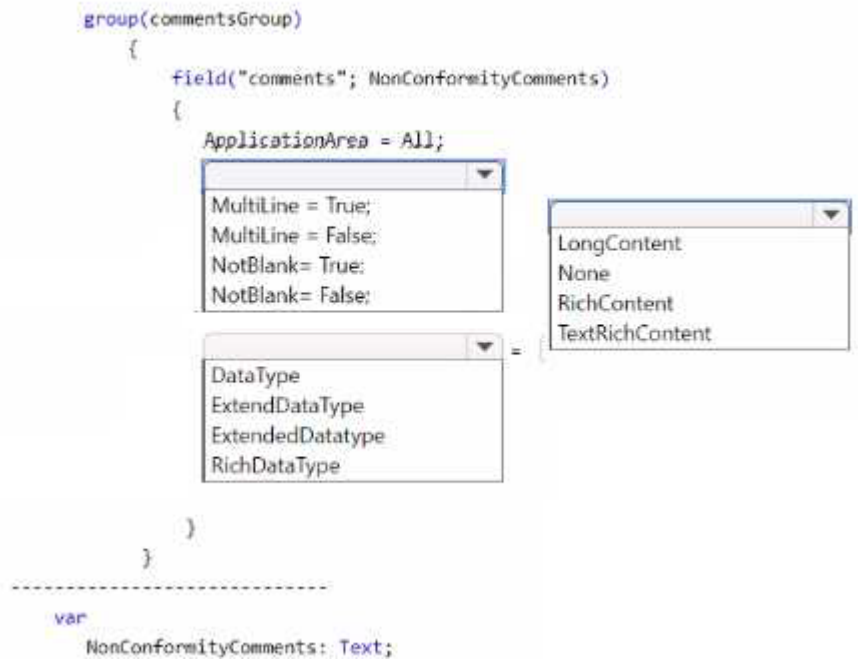 group(commentsGroup)
{
field("comments"; NonConformityComments)
{
ApplicationArea = All;
MultiLine = True;
MultiLine = False;
NotBlank= True:
NotBlank= False:
LongContent
None
RichContent
TextRichContent
=
DataType
ExtendDataType
ExtendedDatatype
RichDataType
}
}
-----------------------------
var
NonConformityComments: Text;